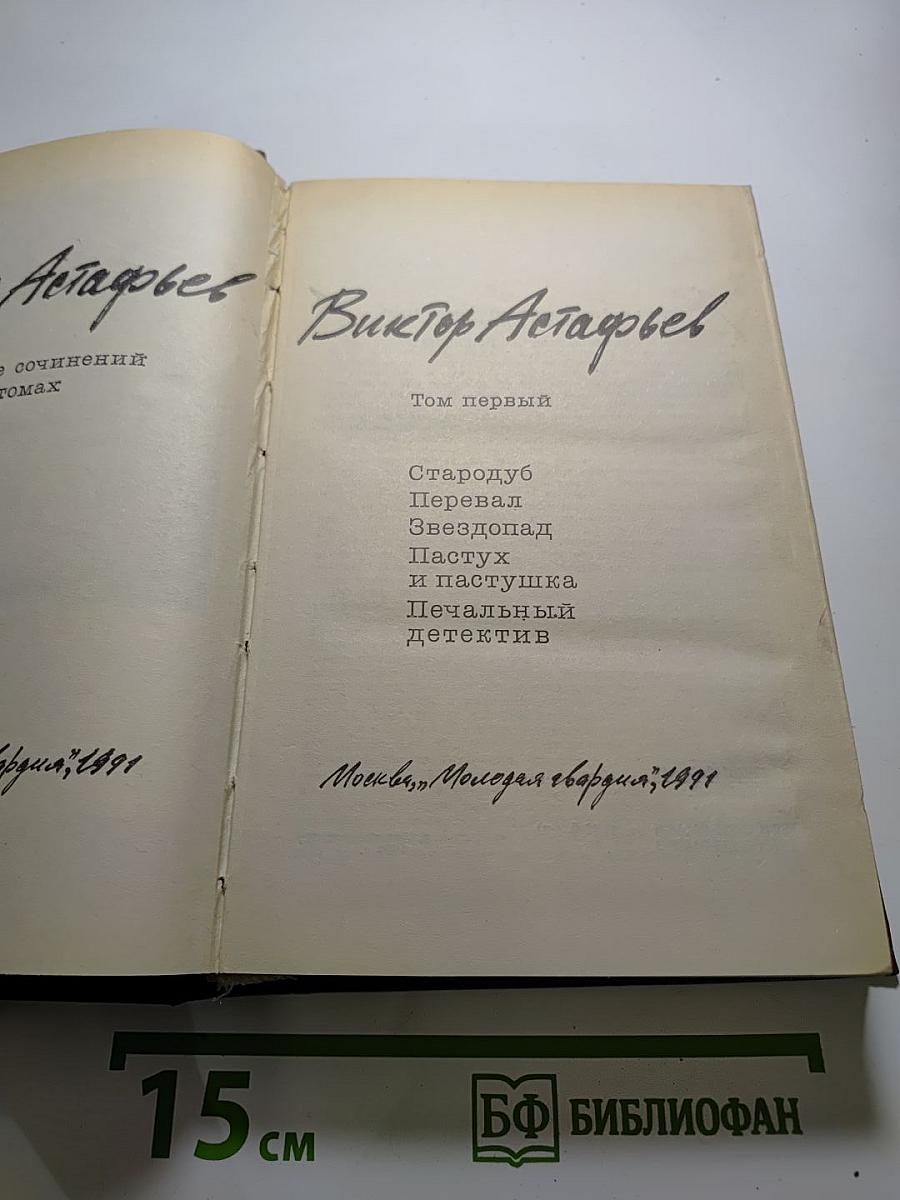 Астафьев
сочинений
томах
1991
Виктор Астафьев
Том первый
Стародуб
Перевал
Звездопад
Пастух
и пастушка
Печальный
детектив
Москва, „Молодая гвардия", 1991
15 см
БФ БИБЛИОФАН